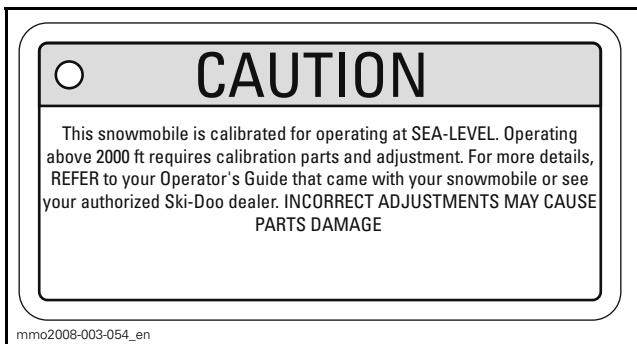 CAUTION
This snowmobile is calibrated for operating at SEA-LEVEL. Operating
above 2000 ft requires calibration parts and adjustment. For more details,
REFER to your Operator's Guide that came with your snowmobile or see
your authorized Ski-Doo dealer. INCORRECT ADJUSTMENTS MAY CAUSE
PARTS DAMAGE
mmo2008-003-054_en